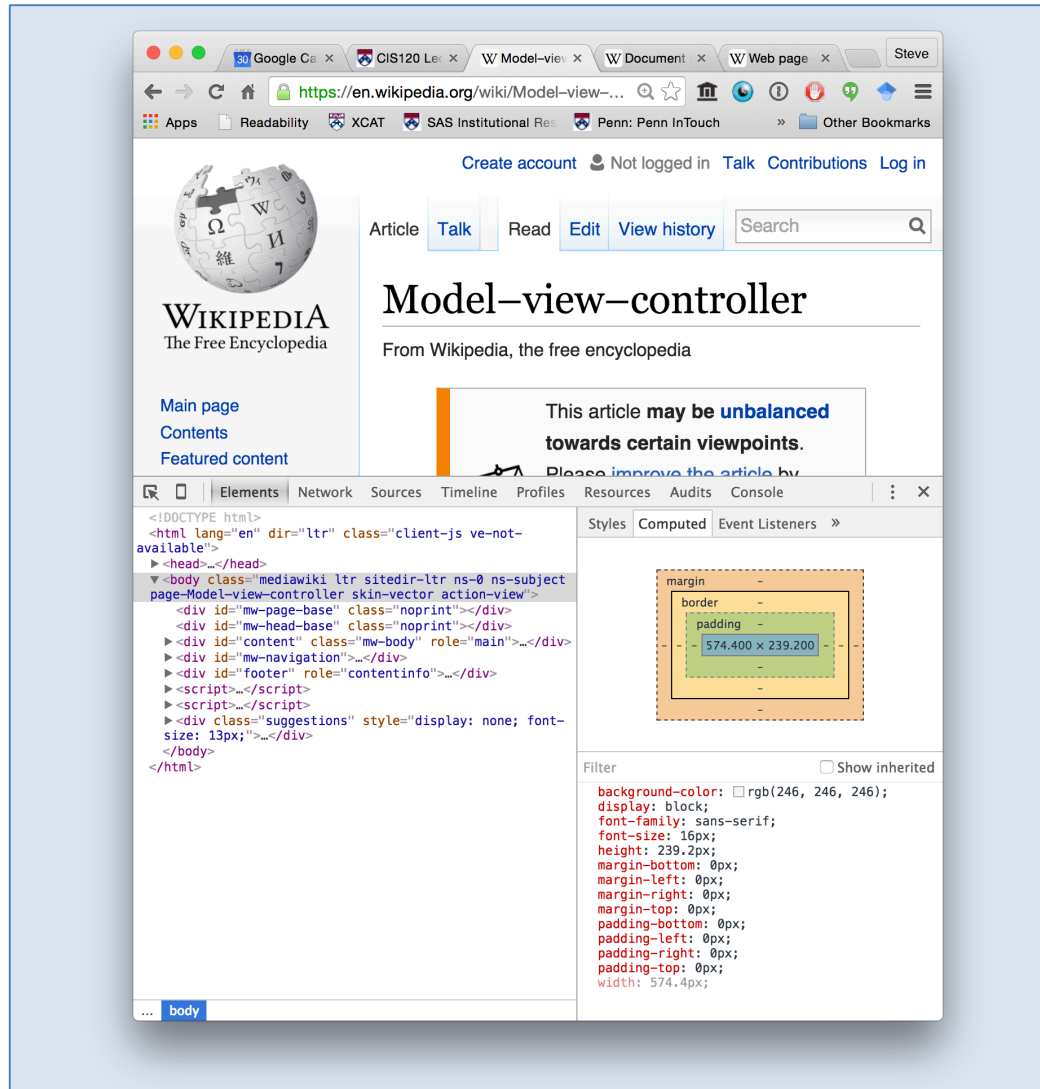 30 Google Ca
CIS120 Lec
W Model–view
W Document
W Web page
Steve
https://en.wikipedia.org/wiki/Model–view–...
Apps
Readability
XCAT
SAS Institutional Res
Penn: Penn InTouch
»
Other Bookmarks
Create account
Not logged in
Talk
Contributions
Log in
Article
Talk
Read
Edit
View history
Search
Ω
W
И
維
7
WIKIPEDIA
The Free Encyclopedia
Main page
Contents
Featured content
Model–view–controller
From Wikipedia, the free encyclopedia
This article may be unbalanced
towards certain viewpoints.
Please improve the article by
Elements Network Sources Timeline Profiles Resources Audits Console
<!DOCTYPE html>
<html lang="en" dir="ltr" class="client-js ve-not-
available">
▶<head>…</head>
▼<body class="mediawiki ltr sitedir-ltr ns-0 ns-subject
page-Model-view-controller skin-vector action-view">
<div id="mw-page-base" class="noprint"></div>
<div id="mw-head-base" class="noprint"></div>
▶<div id="content" class="mw-body" role="main">…</div>
▶<div id="mw-navigation">…</div>
▶<div id="footer" role="contentinfo">…</div>
▶<script>…</script>
▶<script>…</script>
▶<div class="suggestions" style="display: none; font-
size: 13px;">…</div>
</body>
</html>
... body
Styles Computed Event Listeners »
margin –
border –
padding –
– – – 574.400 × 239.200 – – –
–
–
–
Filter
Show inherited
background-color: rgb(246, 246, 246);
display: block;
font-family: sans-serif;
font-size: 16px;
height: 239.2px;
margin-bottom: 0px;
margin-left: 0px;
margin-right: 0px;
margin-top: 0px;
padding-bottom: 0px;
padding-left: 0px;
padding-right: 0px;
padding-top: 0px;
width: 574.4px;